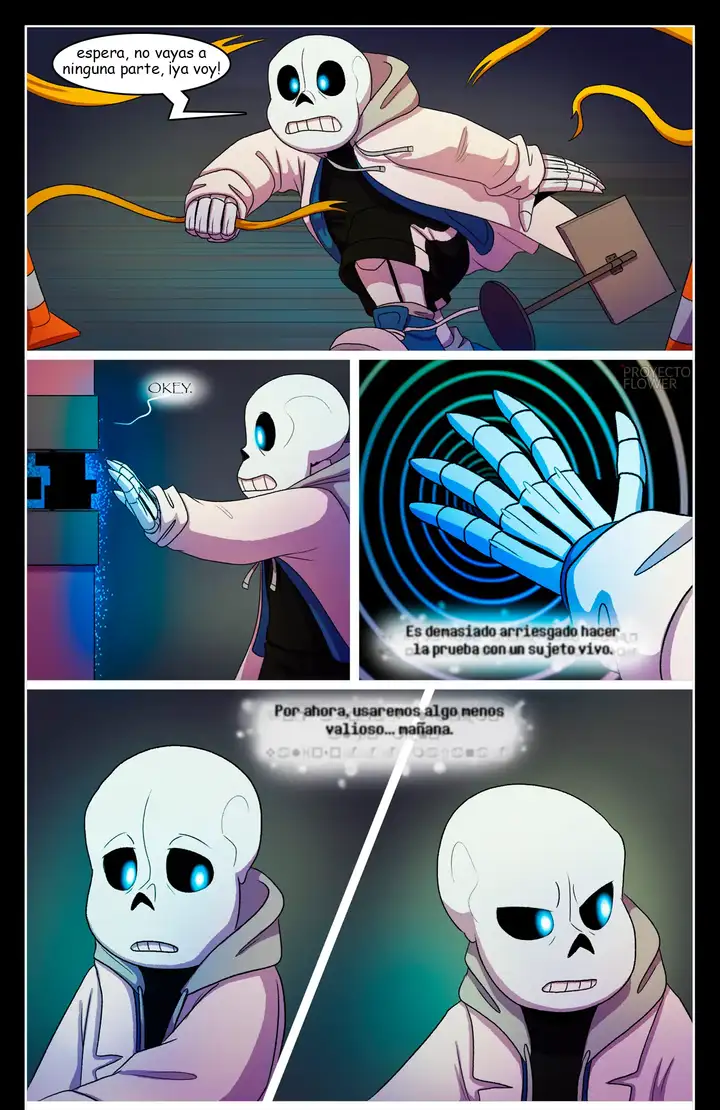 espera, no vayas a
ninguna parte, ¡ya voy!
OKEY.
PROYECTO
FLOWER
Es demasiado arriesgado hacer
la prueba con un sujeto vivo.
Por ahora, usaremos algo menos
valioso... mañana.